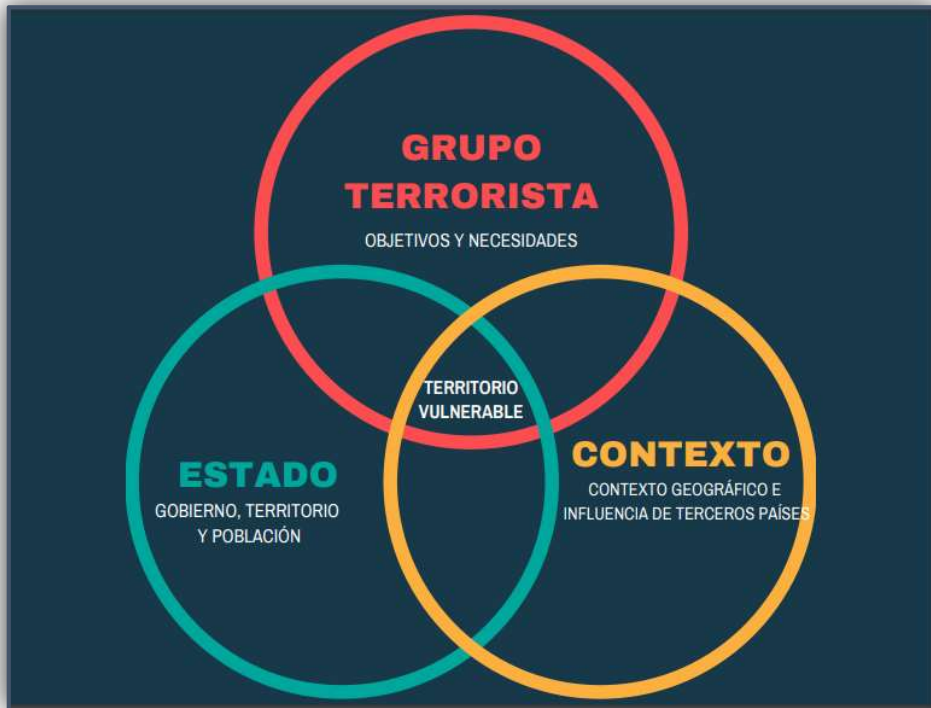 GRUPO
TERRORISTA
OBJETIVOS Y NECESIDADES
TERRITORIO
VULNERABLE
ESTADO
GOBIERNO, TERRITORIO
Y POBLACIÓN
CONTEXTO
CONTEXTO GEOGRÁFICO E
INFLUENCIA DE TERCEROS PAÍSES